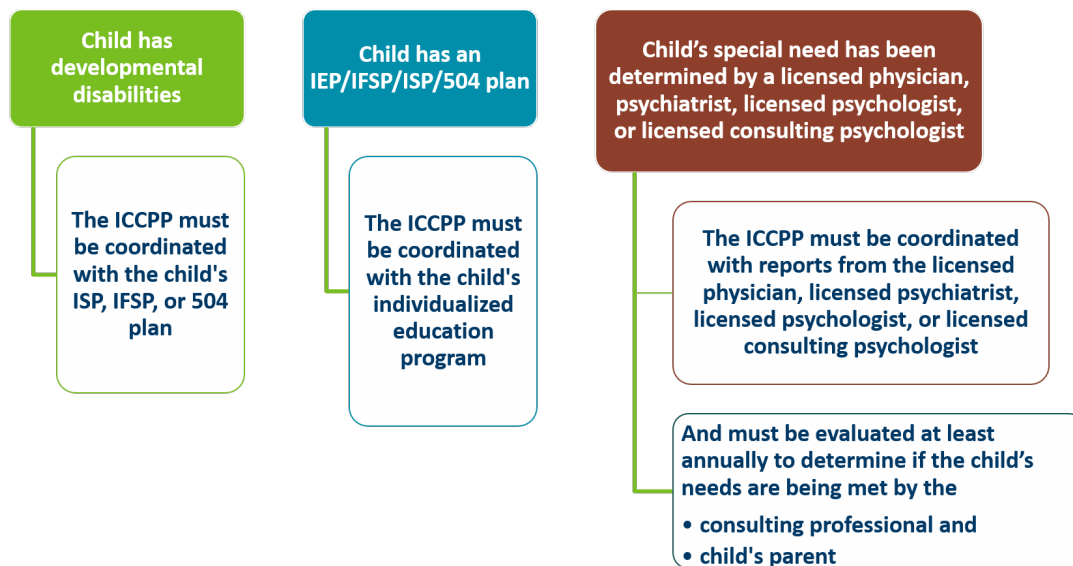 Child has
developmental
disabilities
The ICCPP must
be coordinated
with the child's
ISP, IFSP, or 504
plan
Child has an
IEP/IFSP/ISP/504 plan
The ICCPP must
be coordinated
with the child's
individualized
education
program
Child’s special need has been
determined by a licensed physician,
psychiatrist, licensed psychologist,
or licensed consulting psychologist
The ICCPP must be coordinated
with reports from the licensed
physician, licensed psychiatrist,
licensed psychologist, or licensed
consulting psychologist
And must be evaluated at least
annually to determine if the child’s
needs are being met by the
• consulting professional and
• child's parent